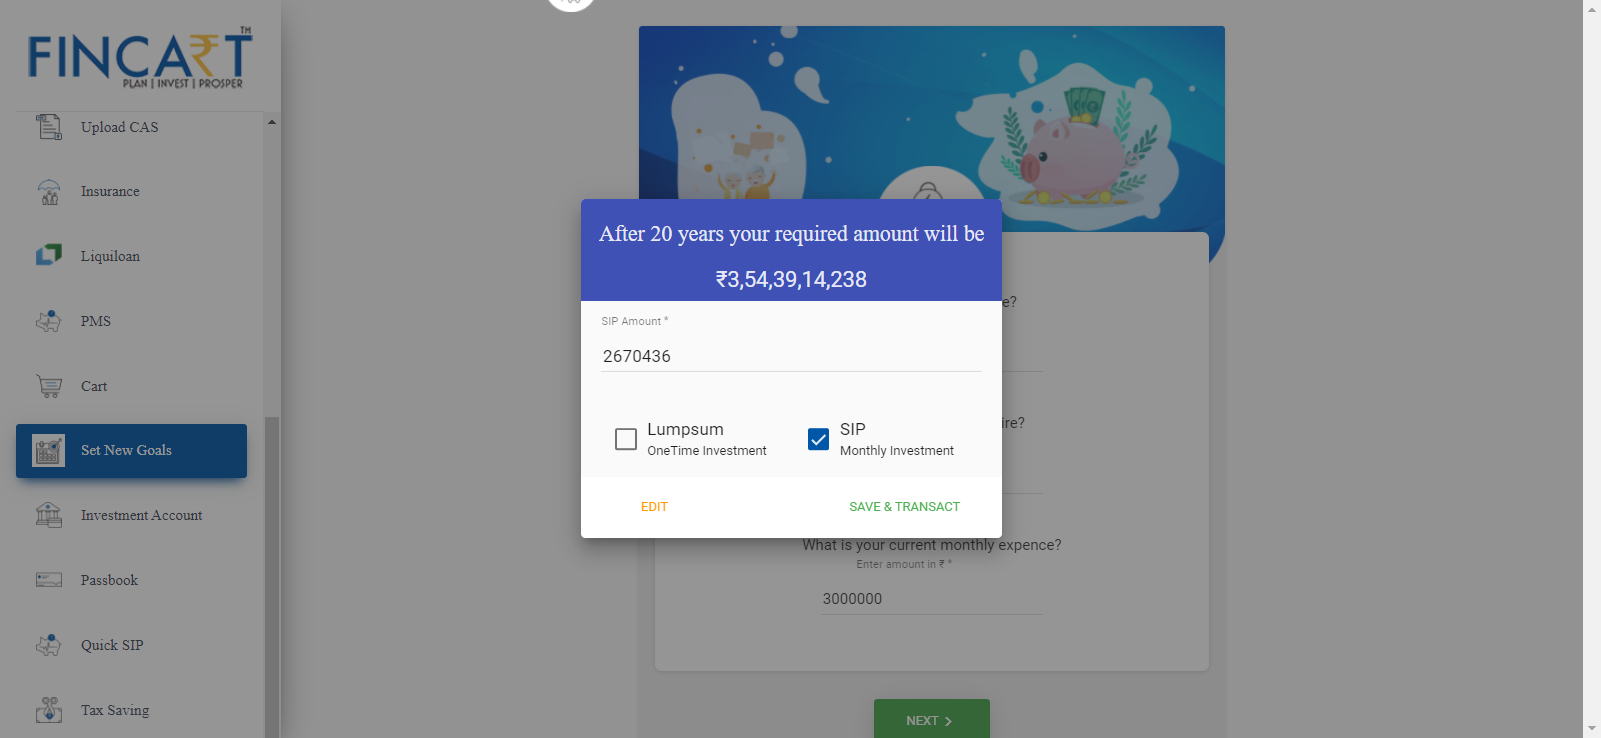 FINCART™
PLAN | INVEST | PROSPER
Upload CAS
Insurance
Liquiloan
PMS
Cart
Set New Goals
Investment Account
Passbook
Quick SIP
Tax Saving
After 20 years your required amount will be
₹3,54,39,14,238
SIP Amount *
2670436
Lumpsum
OneTime Investment
SIP
Monthly Investment
EDIT
SAVE & TRANSACT
e?
ire?
What is your current monthly expence?
Enter amount in ₹ *
3000000
NEXT